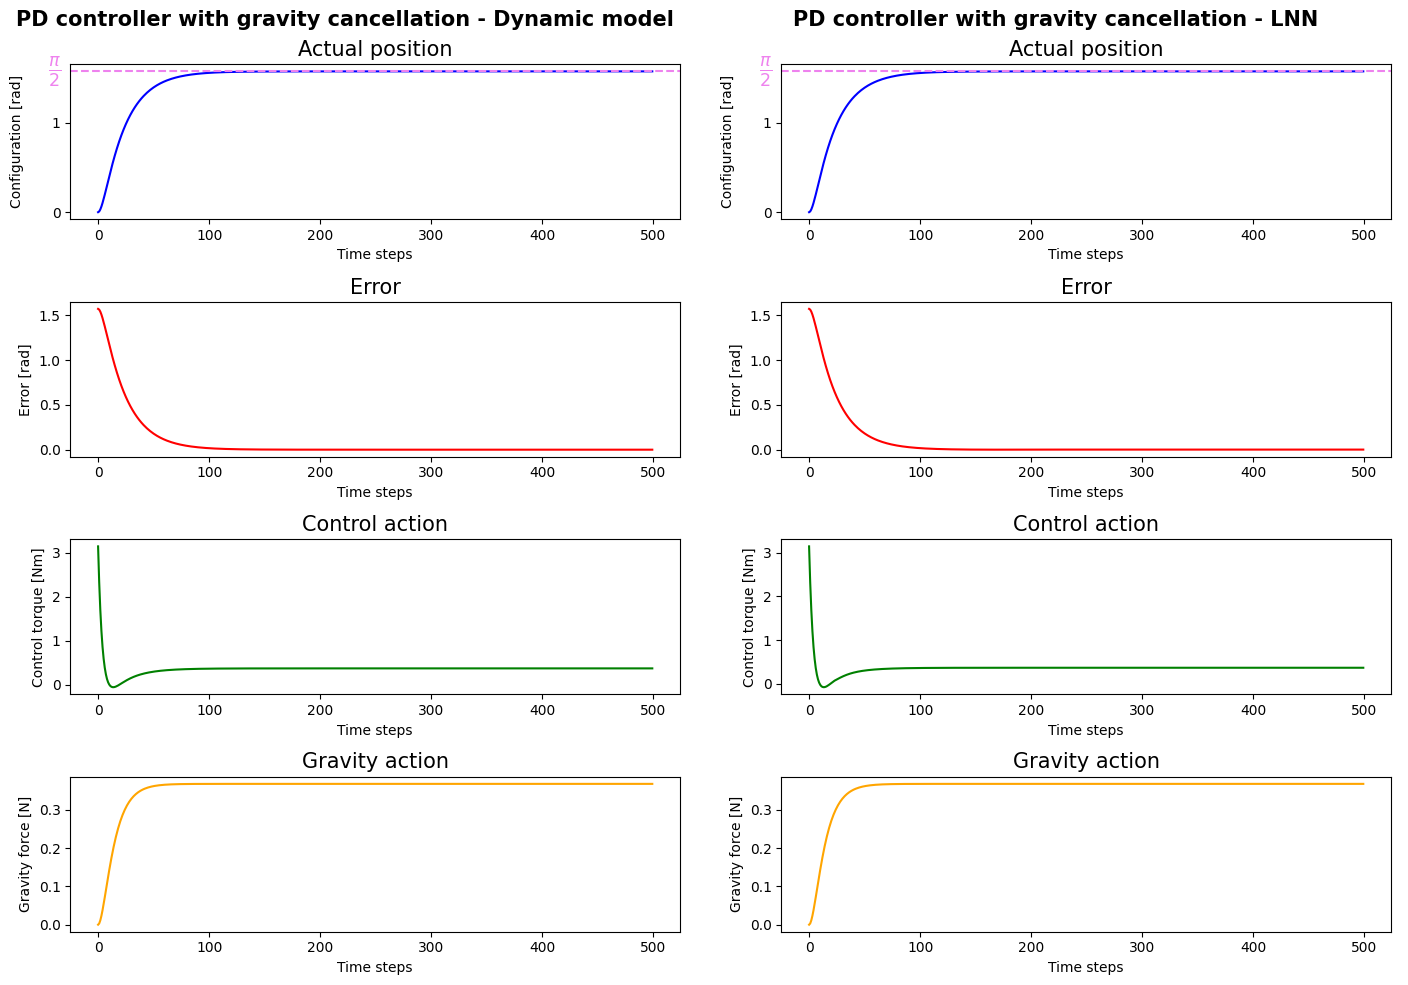 PD controller with gravity cancellation - Dynamic model
Actual position
π/2
Configuration [rad]
1
0
0 100 200 300 400 500
Time steps
Error
Error [rad]
1.5
1.0
0.5
0.0
0 100 200 300 400 500
Time steps
Control action
Control torque [Nm]
3
2
1
0
0 100 200 300 400 500
Time steps
Gravity action
Gravity force [N]
0.3
0.2
0.1
0.0
0 100 200 300 400 500
Time steps
PD controller with gravity cancellation - LNN
Actual position
π/2
Configuration [rad]
1
0
0 100 200 300 400 500
Time steps
Error
Error [rad]
1.5
1.0
0.5
0.0
0 100 200 300 400 500
Time steps
Control action
Control torque [Nm]
3
2
1
0
0 100 200 300 400 500
Time steps
Gravity action
Gravity force [N]
0.3
0.2
0.1
0.0
0 100 200 300 400 500
Time steps